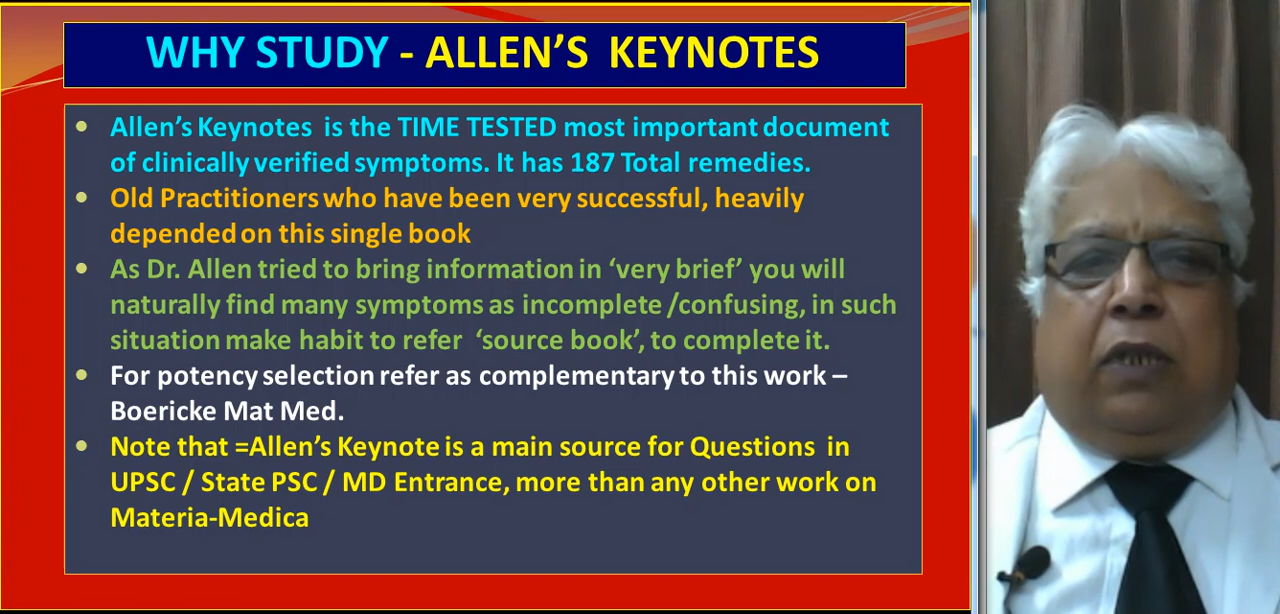 WHY STUDY - ALLEN’S KEYNOTES
• Allen’s Keynotes is the TIME TESTED most important document
of clinically verified symptoms. It has 187 Total remedies.
• Old Practitioners who have been very successful, heavily
depended on this single book
• As Dr. Allen tried to bring information in ‘very brief’ you will
naturally find many symptoms as incomplete /confusing, in such
situation make habit to refer ‘source book’, to complete it.
• For potency selection refer as complementary to this work –
Boericke Mat Med.
• Note that =Allen’s Keynote is a main source for Questions in
UPSC / State PSC / MD Entrance, more than any other work on
Materia-Medica